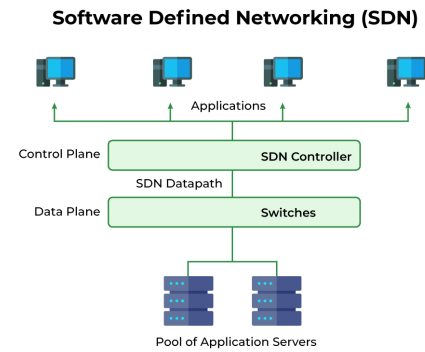 Software Defined Networking (SDN)
Applications
Control Plane
SDN Controller
SDN Datapath
Data Plane
Switches
Pool of Application Servers